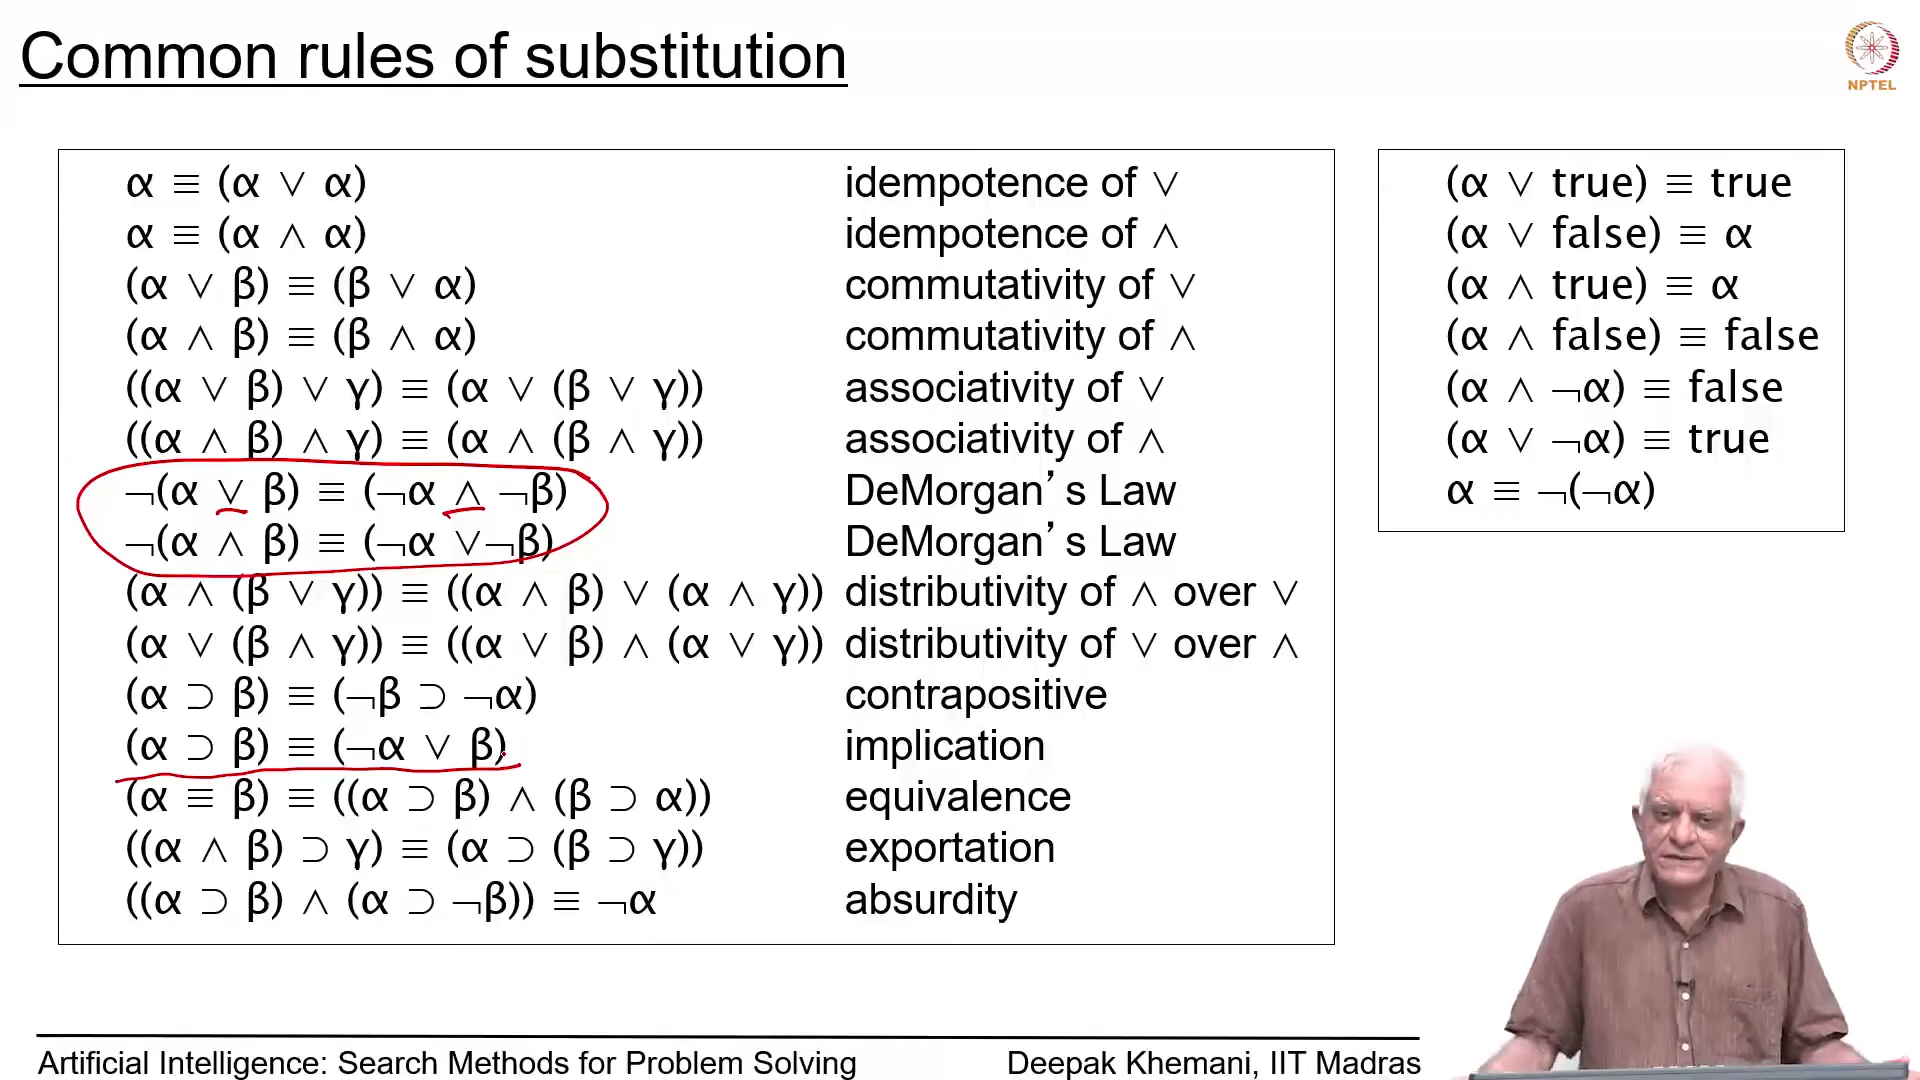 Common rules of substitution
NPTEL
α ≡ (α ∨ α) idempotence of ∨
α ≡ (α ∧ α) idempotence of ∧
(α ∨ β) ≡ (β ∨ α) commutativity of ∨
(α ∧ β) ≡ (β ∧ α) commutativity of ∧
((α ∨ β) ∨ γ) ≡ (α ∨ (β ∨ γ)) associativity of ∨
((α ∧ β) ∧ γ) ≡ (α ∧ (β ∧ γ)) associativity of ∧
¬(α ∨ β) ≡ (¬α ∧ ¬β) DeMorgan’s Law
¬(α ∧ β) ≡ (¬α ∨¬β) DeMorgan’s Law
(α ∧ (β ∨ γ)) ≡ ((α ∧ β) ∨ (α ∧ γ)) distributivity of ∧ over ∨
(α ∨ (β ∧ γ)) ≡ ((α ∨ β) ∧ (α ∨ γ)) distributivity of ∨ over ∧
(α ⊃ β) ≡ (¬β ⊃ ¬α) contrapositive
(α ⊃ β) ≡ (¬α ∨ β) implication
(α ≡ β) ≡ ((α ⊃ β) ∧ (β ⊃ α)) equivalence
((α ∧ β) ⊃ γ) ≡ (α ⊃ (β ⊃ γ)) exportation
((α ⊃ β) ∧ (α ⊃ ¬β)) ≡ ¬α absurdity
(α ∨ true) ≡ true
(α ∨ false) ≡ α
(α ∧ true) ≡ α
(α ∧ false) ≡ false
(α ∧ ¬α) ≡ false
(α ∨ ¬α) ≡ true
α ≡ ¬(¬α)
Artificial Intelligence: Search Methods for Problem Solving
Deepak Khemani, IIT Madras